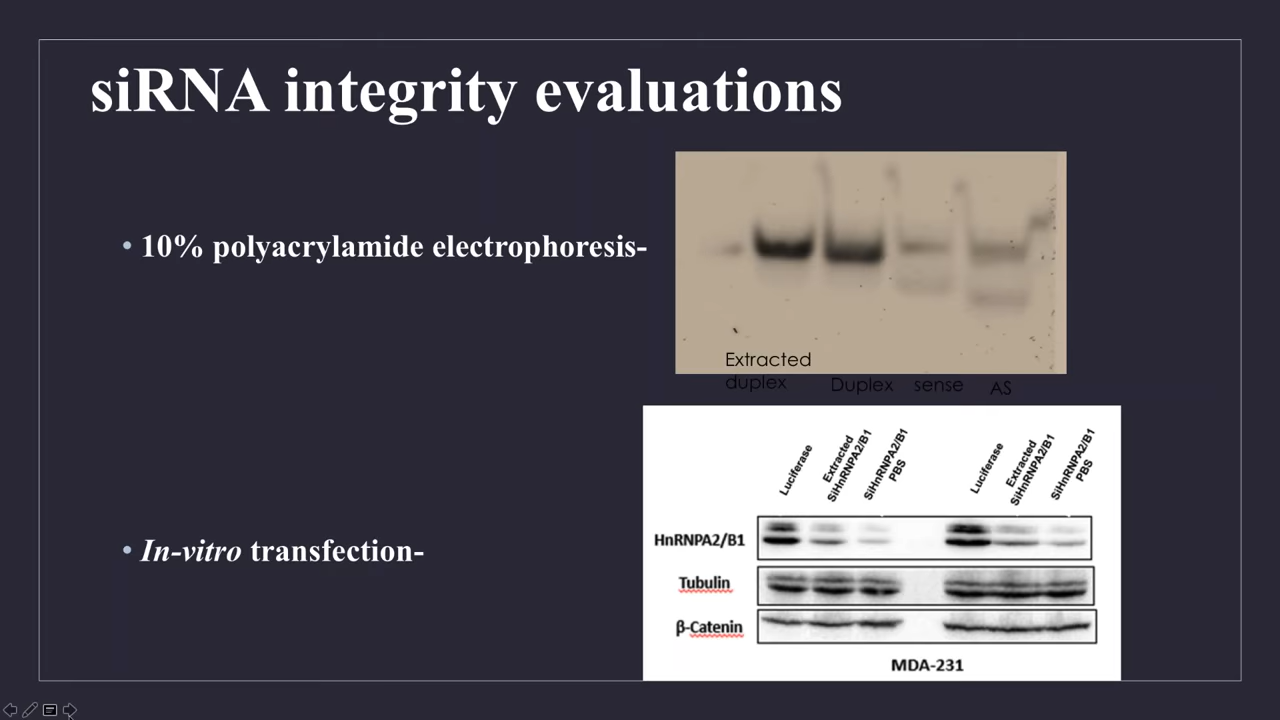 siRNA integrity evaluations
• 10% polyacrylamide electrophoresis-
Extracted
duplex
Duplex
sense
AS
• In-vitro transfection-
Luciferase
Extracted
SiHnRNPA2/B1
SiHnRNPA2/B1
PBS
Luciferase
Extracted
SiHnRNPA2/B1
SiHnRNPA2/B1
PBS
HnRNPA2/B1
Tubulin
β-Catenin
MDA-231